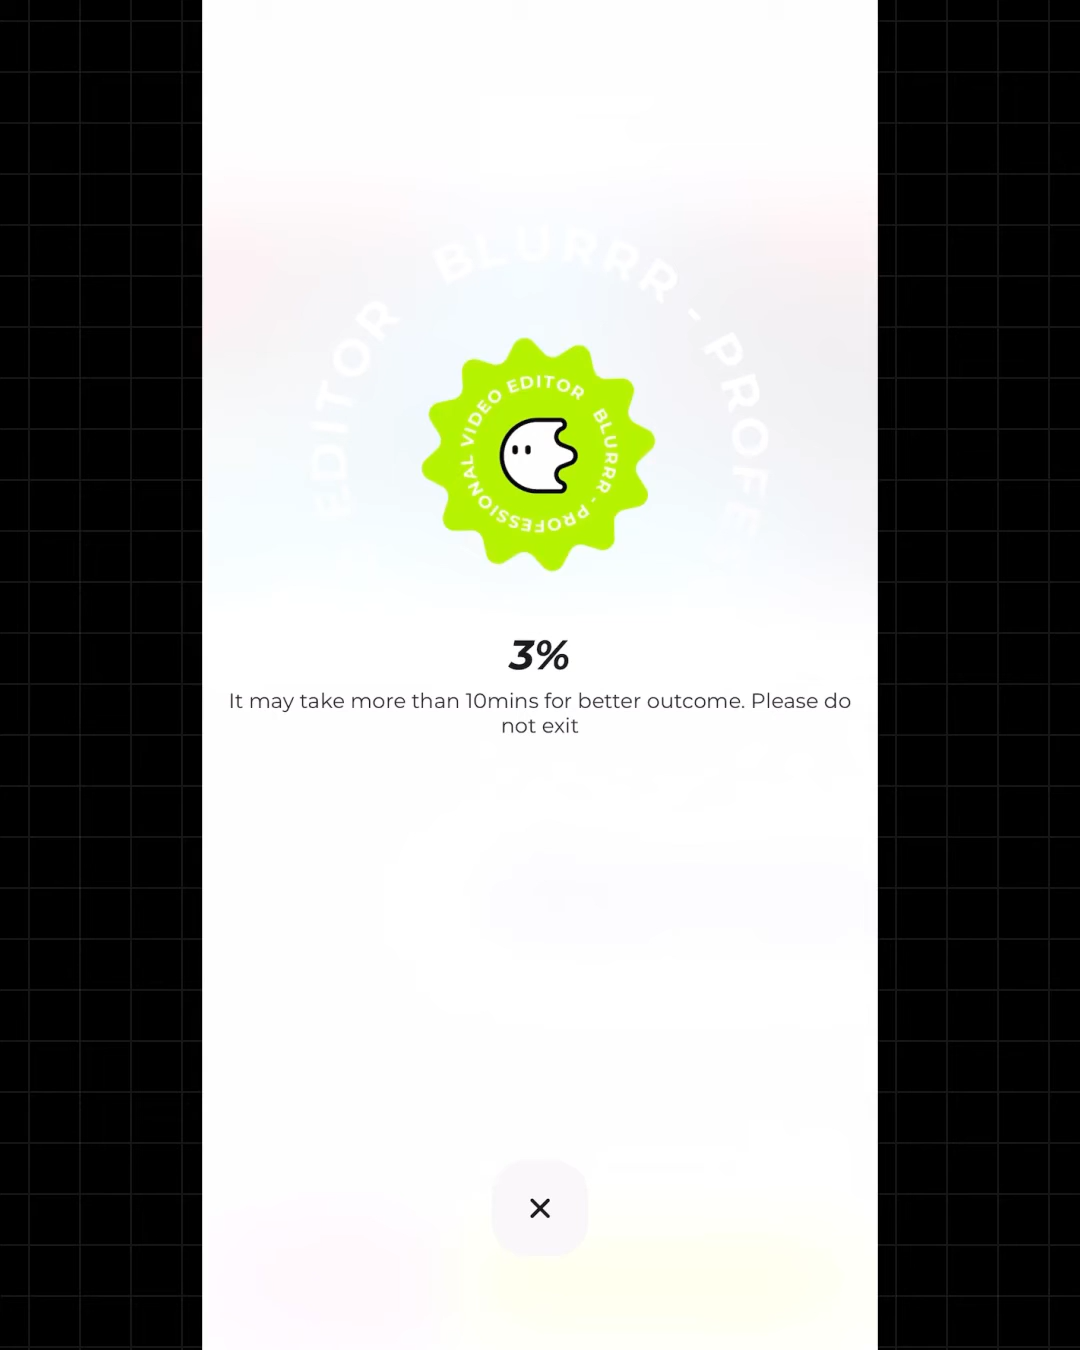 BLURRR - PROFE
EDITOR
BLURRR - PROFESSIONAL VIDEO EDITOR
3%
It may take more than 10mins for better outcome. Please do
not exit